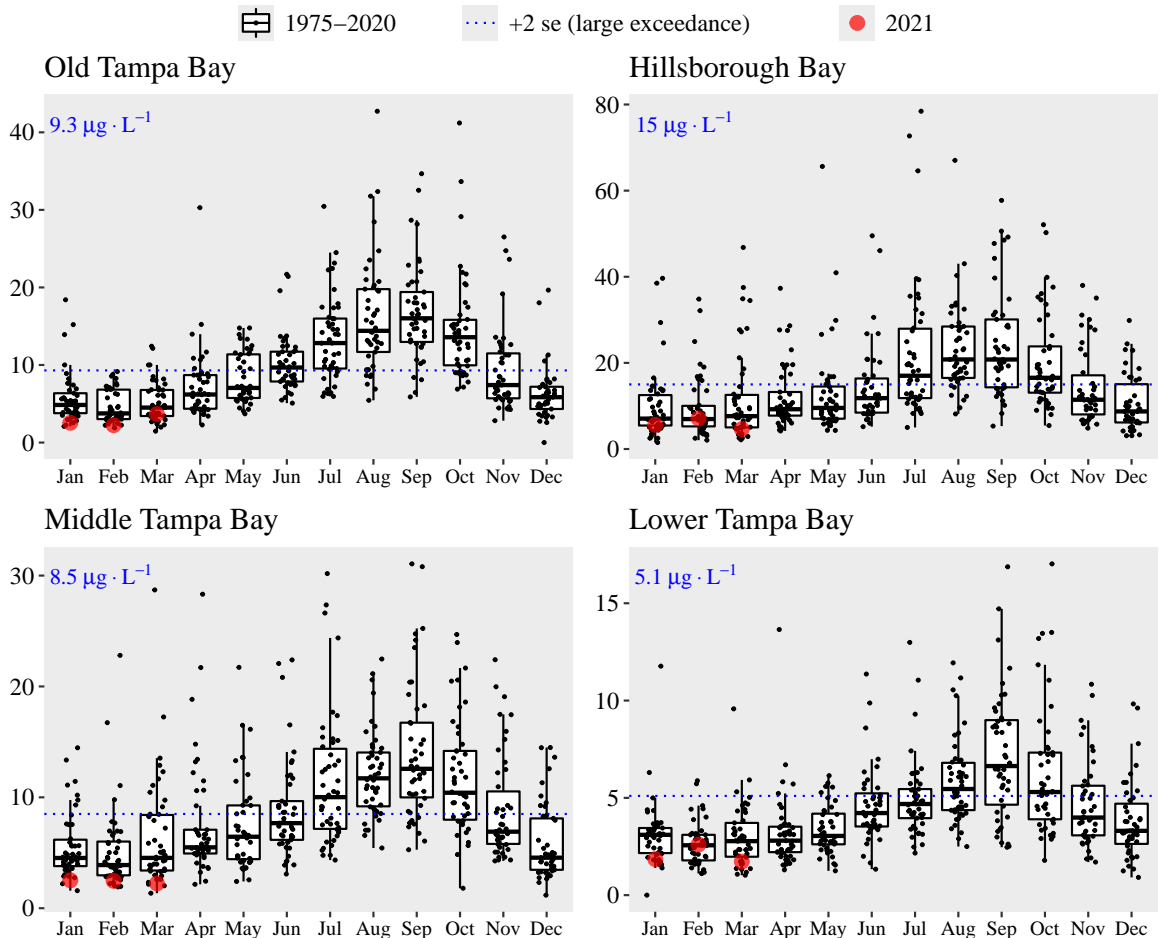 1975–2020 +2 se (large exceedance) 2021
Old Tampa Bay
9.3 µg · L⁻¹
40
30
20
10
0
Jan Feb Mar Apr May Jun Jul Aug Sep Oct Nov Dec
Hillsborough Bay
15 µg · L⁻¹
80
60
40
20
0
Jan Feb Mar Apr May Jun Jul Aug Sep Oct Nov Dec
Middle Tampa Bay
8.5 µg · L⁻¹
30
20
10
0
Jan Feb Mar Apr May Jun Jul Aug Sep Oct Nov Dec
Lower Tampa Bay
5.1 µg · L⁻¹
15
10
5
0
Jan Feb Mar Apr May Jun Jul Aug Sep Oct Nov Dec